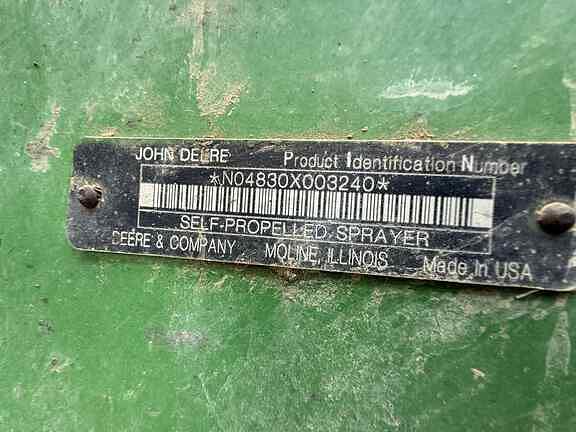 JOHN DEERE Product Identification Number
*N04830X003240*
SELF-PROPELLED SPRAYER
DEERE & COMPANY MOLINE, ILLINOIS Made in USA